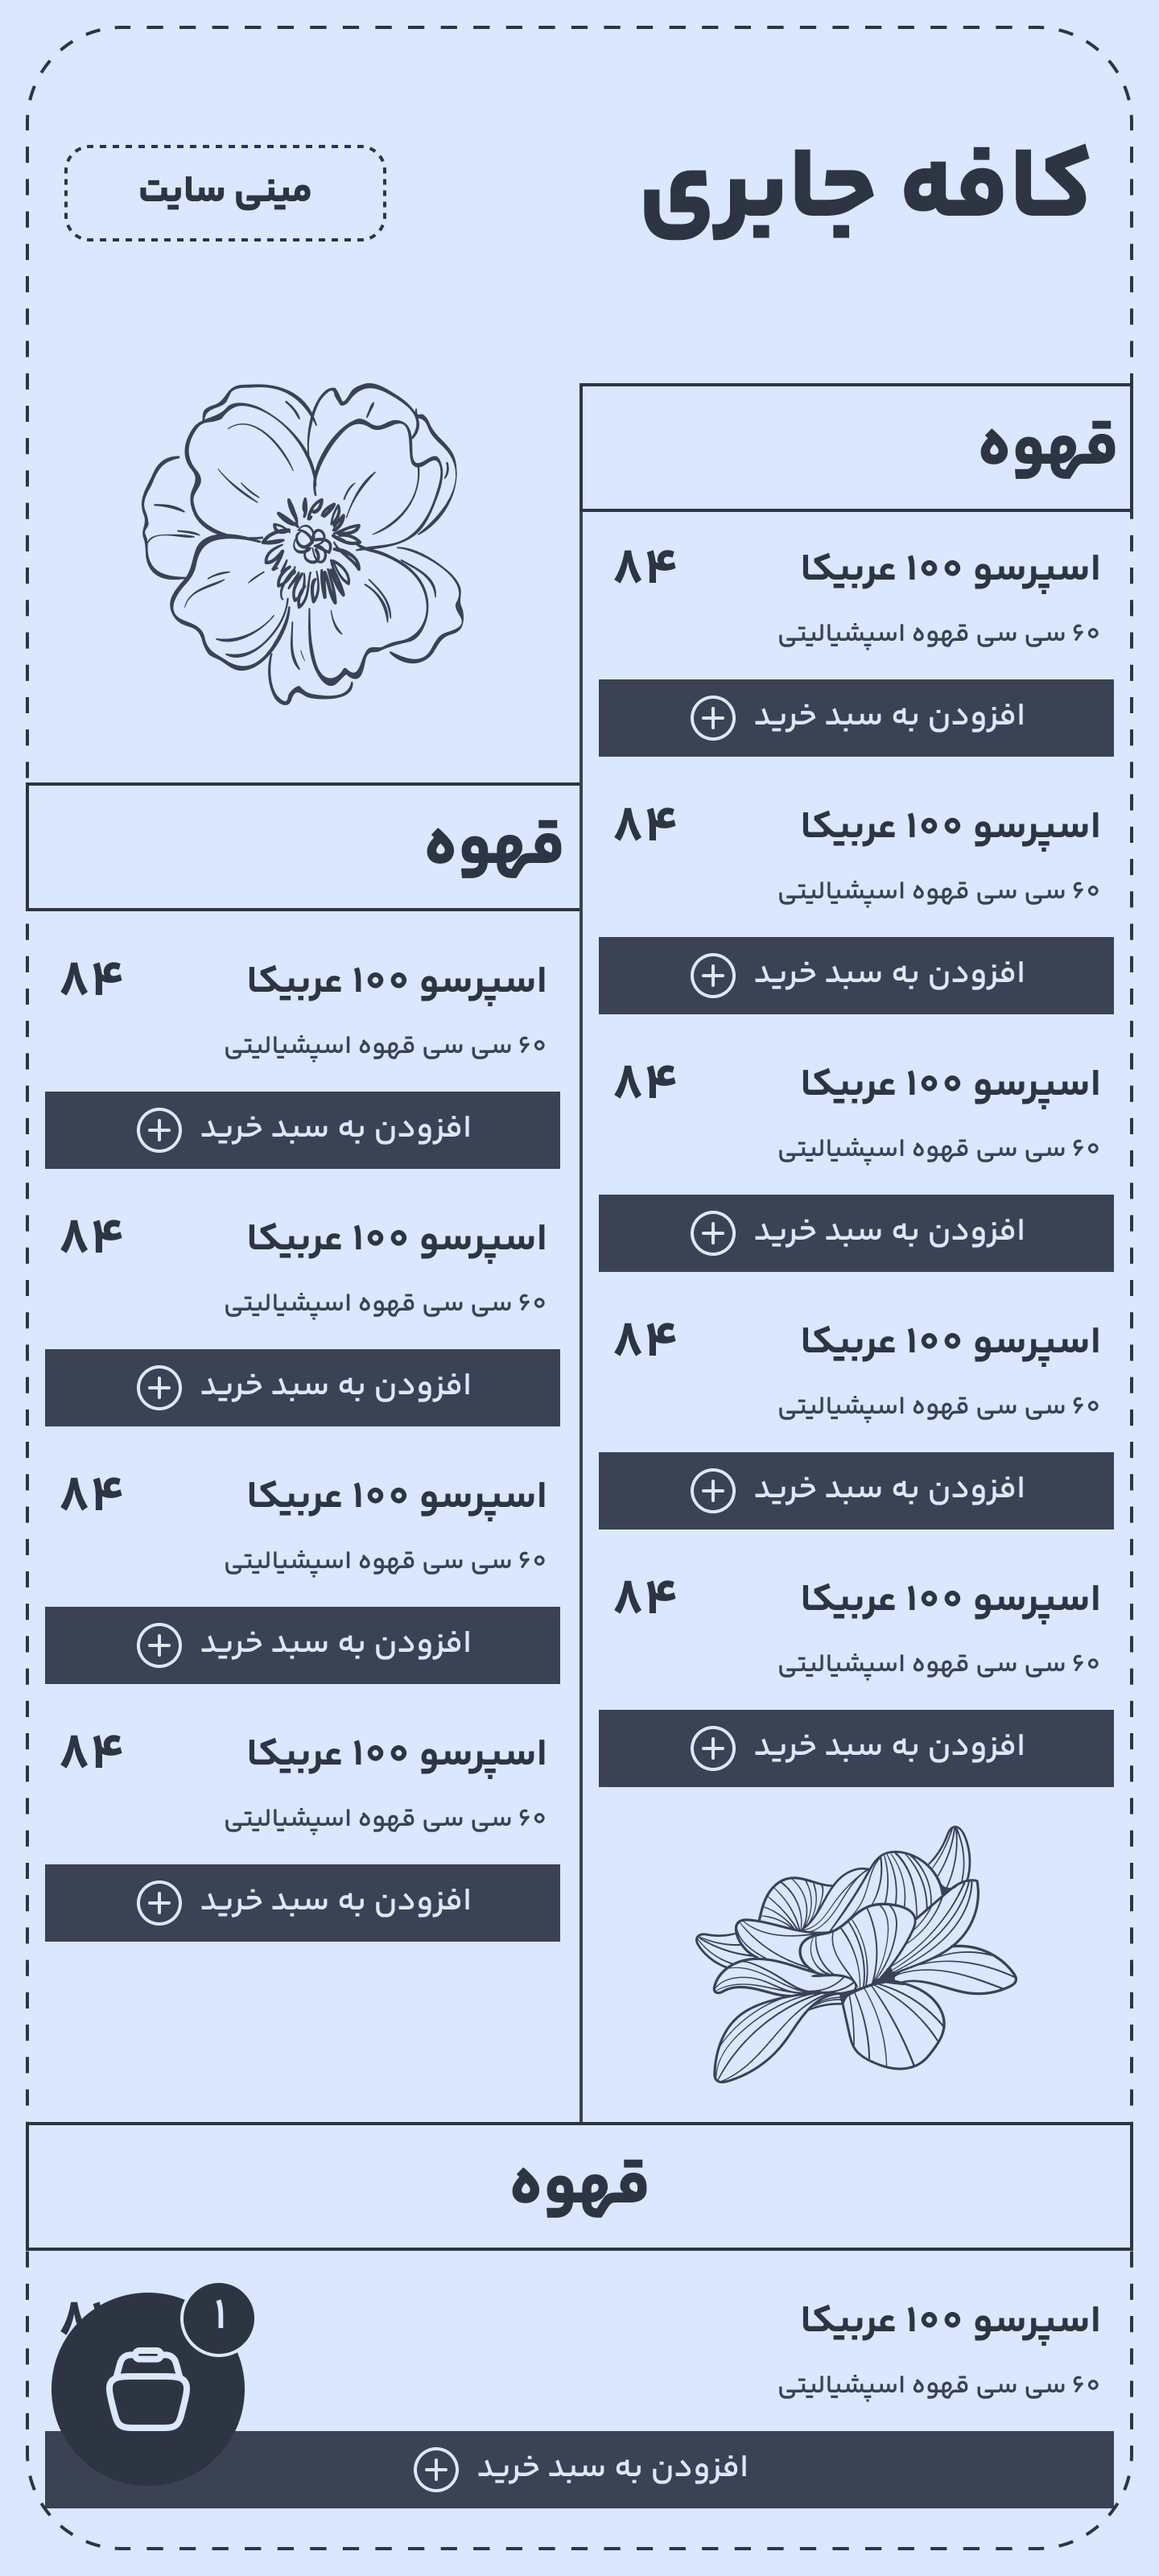 کافه جابری
مینی سایت
قهوه
اسپرسو ۱۰۰ عربیکا ۸۴
۶۰ سی سی قهوه اسپشیالیتی
افزودن به سبد خرید
اسپرسو ۱۰۰ عربیکا ۸۴
۶۰ سی سی قهوه اسپشیالیتی
افزودن به سبد خرید
اسپرسو ۱۰۰ عربیکا ۸۴
۶۰ سی سی قهوه اسپشیالیتی
افزودن به سبد خرید
اسپرسو ۱۰۰ عربیکا ۸۴
۶۰ سی سی قهوه اسپشیالیتی
افزودن به سبد خرید
اسپرسو ۱۰۰ عربیکا ۸۴
۶۰ سی سی قهوه اسپشیالیتی
افزودن به سبد خرید
قهوه
اسپرسو ۱۰۰ عربیکا ۸۴
۶۰ سی سی قهوه اسپشیالیتی
افزودن به سبد خرید
اسپرسو ۱۰۰ عربیکا ۸۴
۶۰ سی سی قهوه اسپشیالیتی
افزودن به سبد خرید
اسپرسو ۱۰۰ عربیکا ۸۴
۶۰ سی سی قهوه اسپشیالیتی
افزودن به سبد خرید
اسپرسو ۱۰۰ عربیکا ۸۴
۶۰ سی سی قهوه اسپشیالیتی
افزودن به سبد خرید
قهوه
اسپرسو ۱۰۰ عربیکا
۶۰ سی سی قهوه اسپشیالیتی
افزودن به سبد خرید
۱